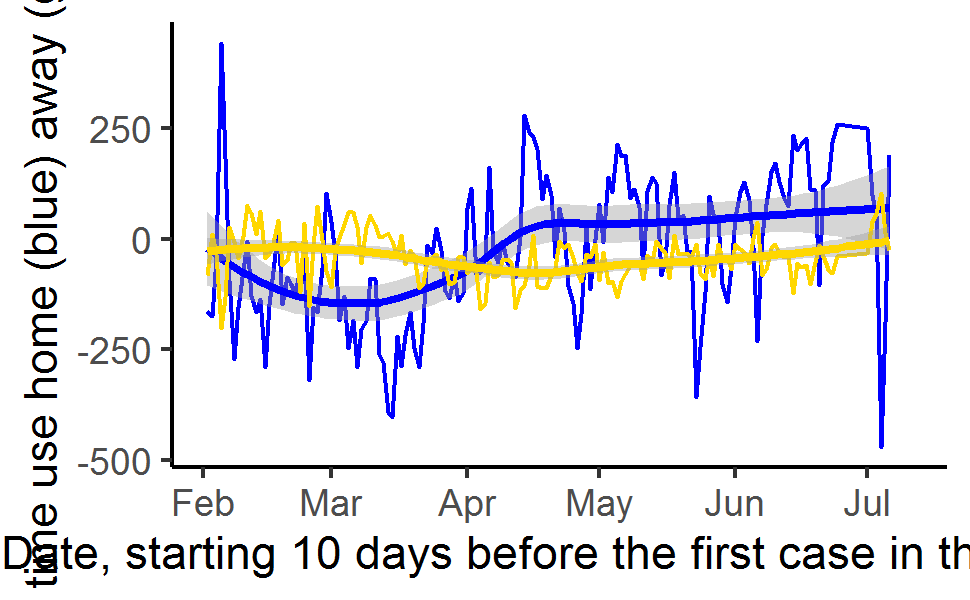 time use home (blue) away (
250
0
-250
-500
Feb Mar Apr May Jun Jul
Date, starting 10 days before the first case in th